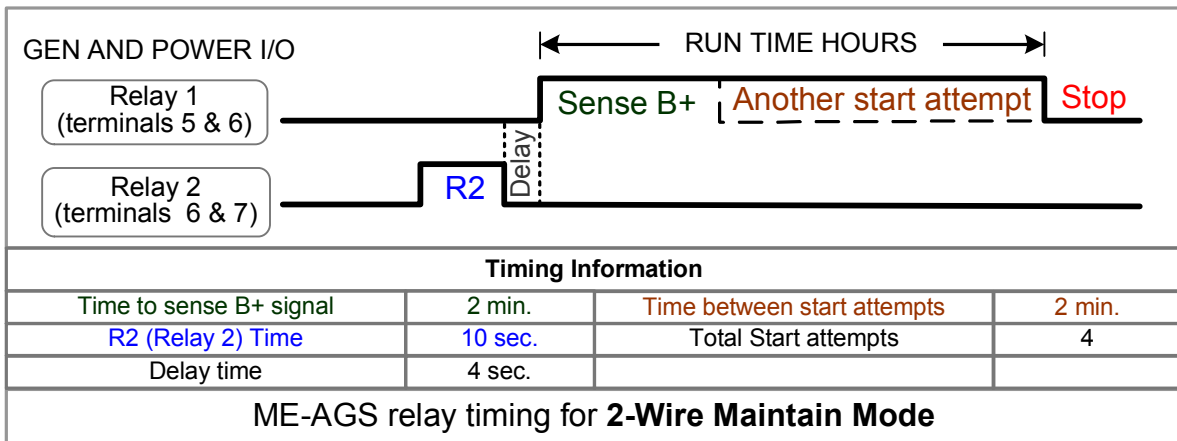 GEN AND POWER I/O
RUN TIME HOURS
Relay 1
(terminals 5 & 6)
Sense B+
Another start attempt
Stop
Delay
Relay 2
(terminals 6 & 7)
R2
Timing Information
Time to sense B+ signal 2 min. Time between start attempts 2 min.
R2 (Relay 2) Time 10 sec. Total Start attempts 4
Delay time 4 sec.
ME-AGS relay timing for 2-Wire Maintain Mode